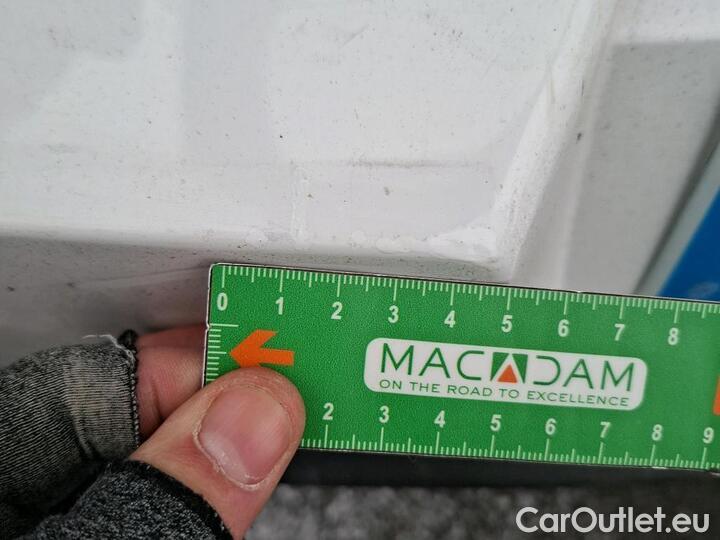 0 1 2 3 4 5 6 7 8
MACADAM
ON THE ROAD TO EXCELLENCE
2 3 4 5 6 7 8 9
CarOutlet.eu